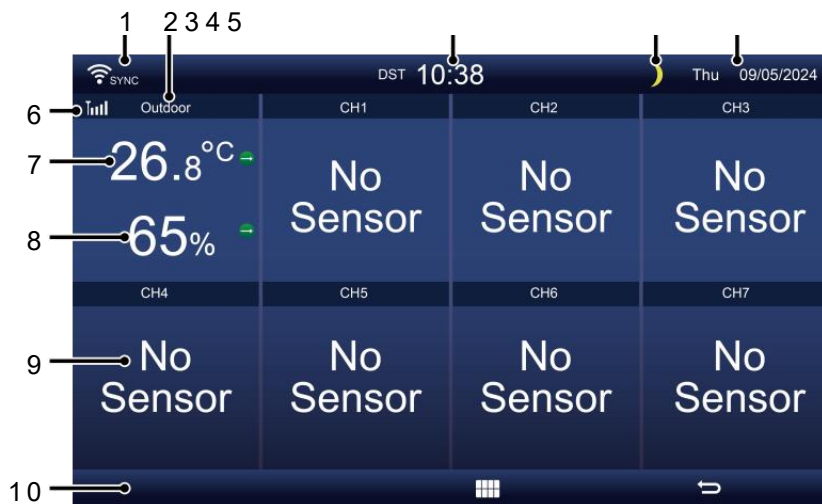 1 2 3 4 5
SYNC DST 10:38 Thu 09/05/2024
6 Outdoor CH1 CH2 CH3
7 26.8°C No No No
Sensor Sensor Sensor
8 65%
CH4 CH5 CH6 CH7
9 No No No No
Sensor Sensor Sensor Sensor
10